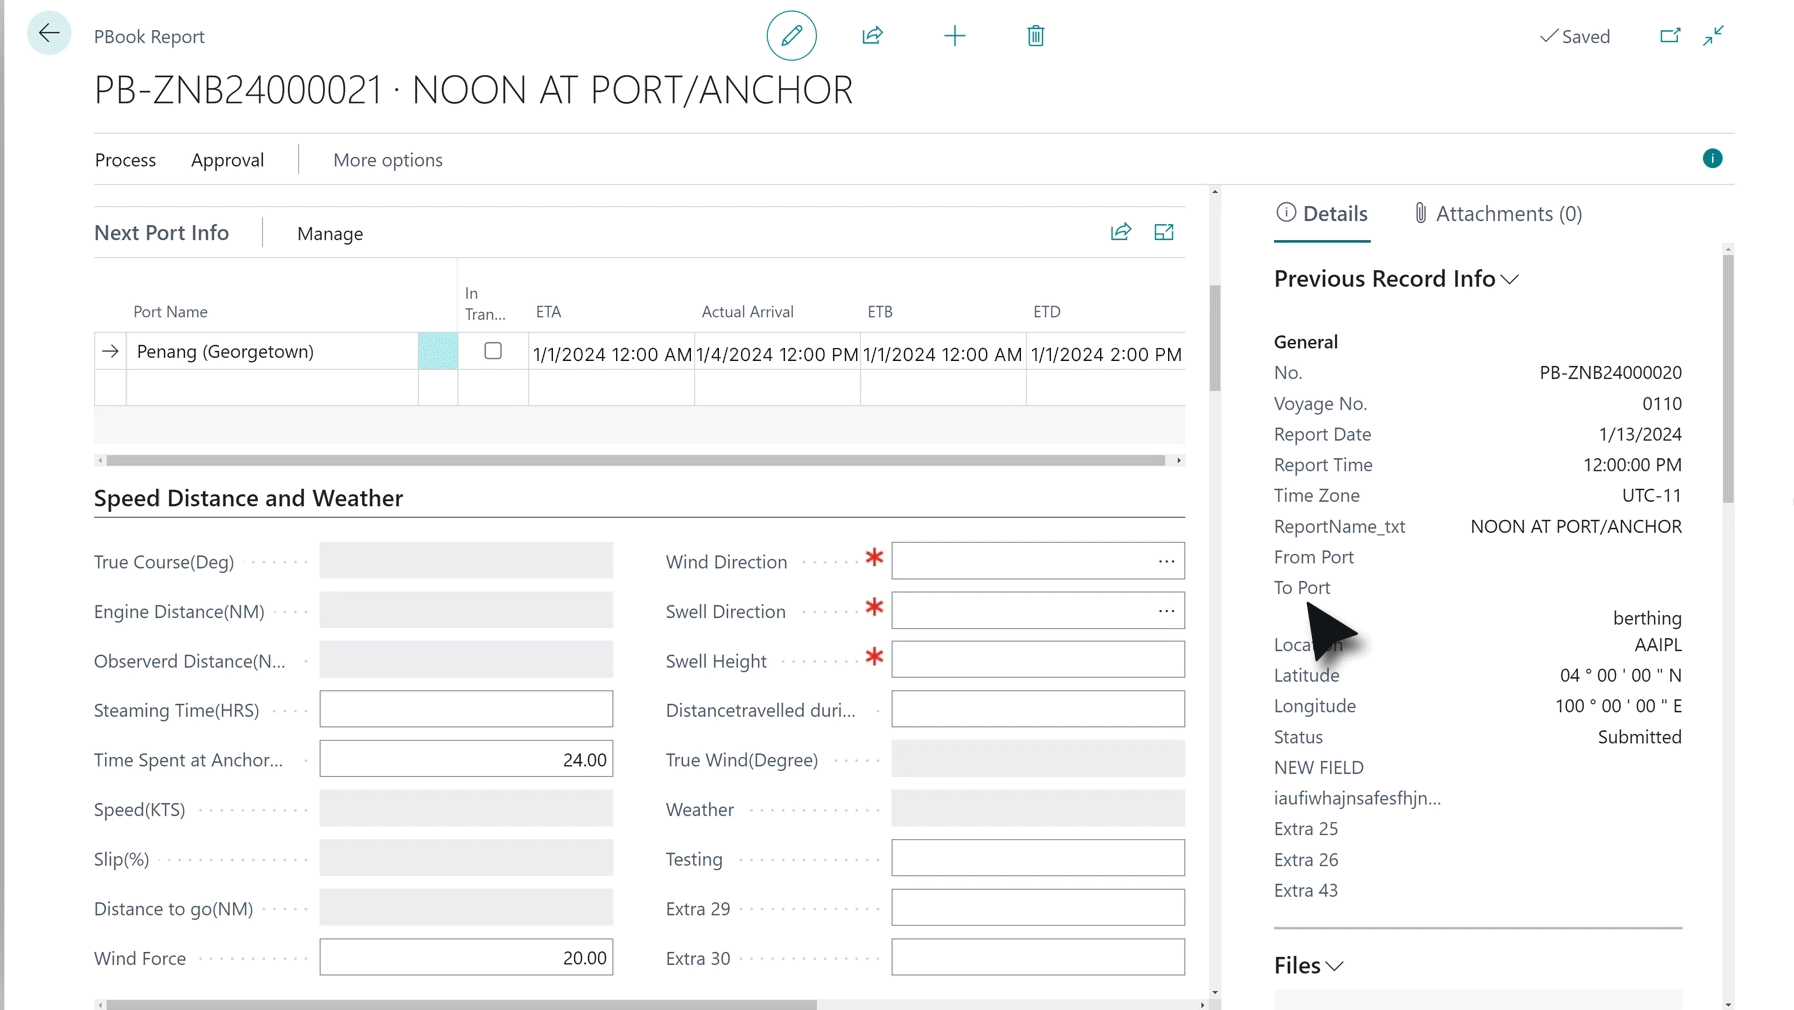 PBook Report
Saved
PB-ZNB24000021 · NOON AT PORT/ANCHOR
Process Approval More options
Next Port Info Manage
Port Name In Tran... ETA Actual Arrival ETB ETD
Penang (Georgetown) 1/1/2024 12:00 AM 1/4/2024 12:00 PM 1/1/2024 12:00 AM 1/1/2024 2:00 PM
Speed Distance and Weather
True Course(Deg)
Engine Distance(NM)
Observerd Distance(N...
Steaming Time(HRS)
Time Spent at Anchor... 24.00
Speed(KTS)
Slip(%)
Distance to go(NM)
Wind Force 20.00
Wind Direction * ...
Swell Direction * ...
Swell Height *
Distancetravelled duri...
True Wind(Degree)
Weather
Testing
Extra 29
Extra 30
Details Attachments (0)
Previous Record Info
General
No. PB-ZNB24000020
Voyage No. 0110
Report Date 1/13/2024
Report Time 12:00:00 PM
Time Zone UTC-11
ReportName_txt NOON AT PORT/ANCHOR
From Port
To Port
berthing
Location AAIPL
Latitude 04 ° 00 ' 00 " N
Longitude 100 ° 00 ' 00 " E
Status Submitted
NEW FIELD
iaufiwhajnsafesfhjn...
Extra 25
Extra 26
Extra 43
Files